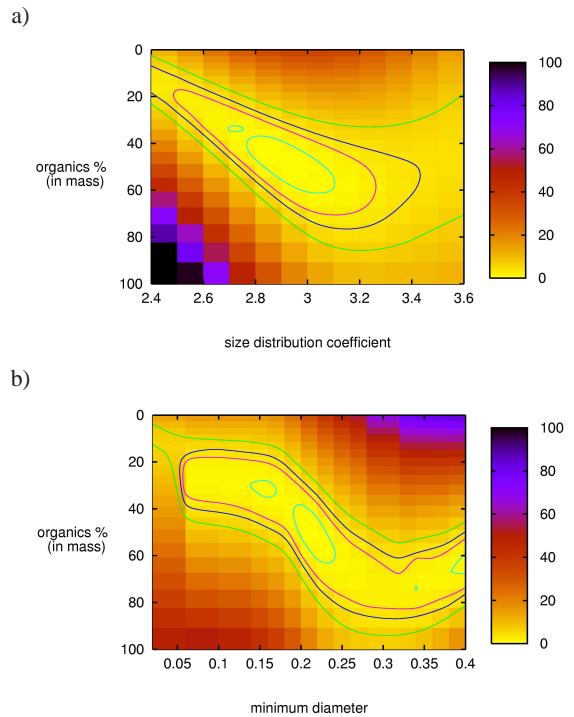 a)
0
20
40
60
80
100
organics %
(in mass)
2.4 2.6 2.8 3 3.2 3.4 3.6
size distribution coefficient
100
80
60
40
20
0
b)
0
20
40
60
80
100
organics %
(in mass)
0.05 0.1 0.15 0.2 0.25 0.3 0.35 0.4
minimum diameter
100
80
60
40
20
0